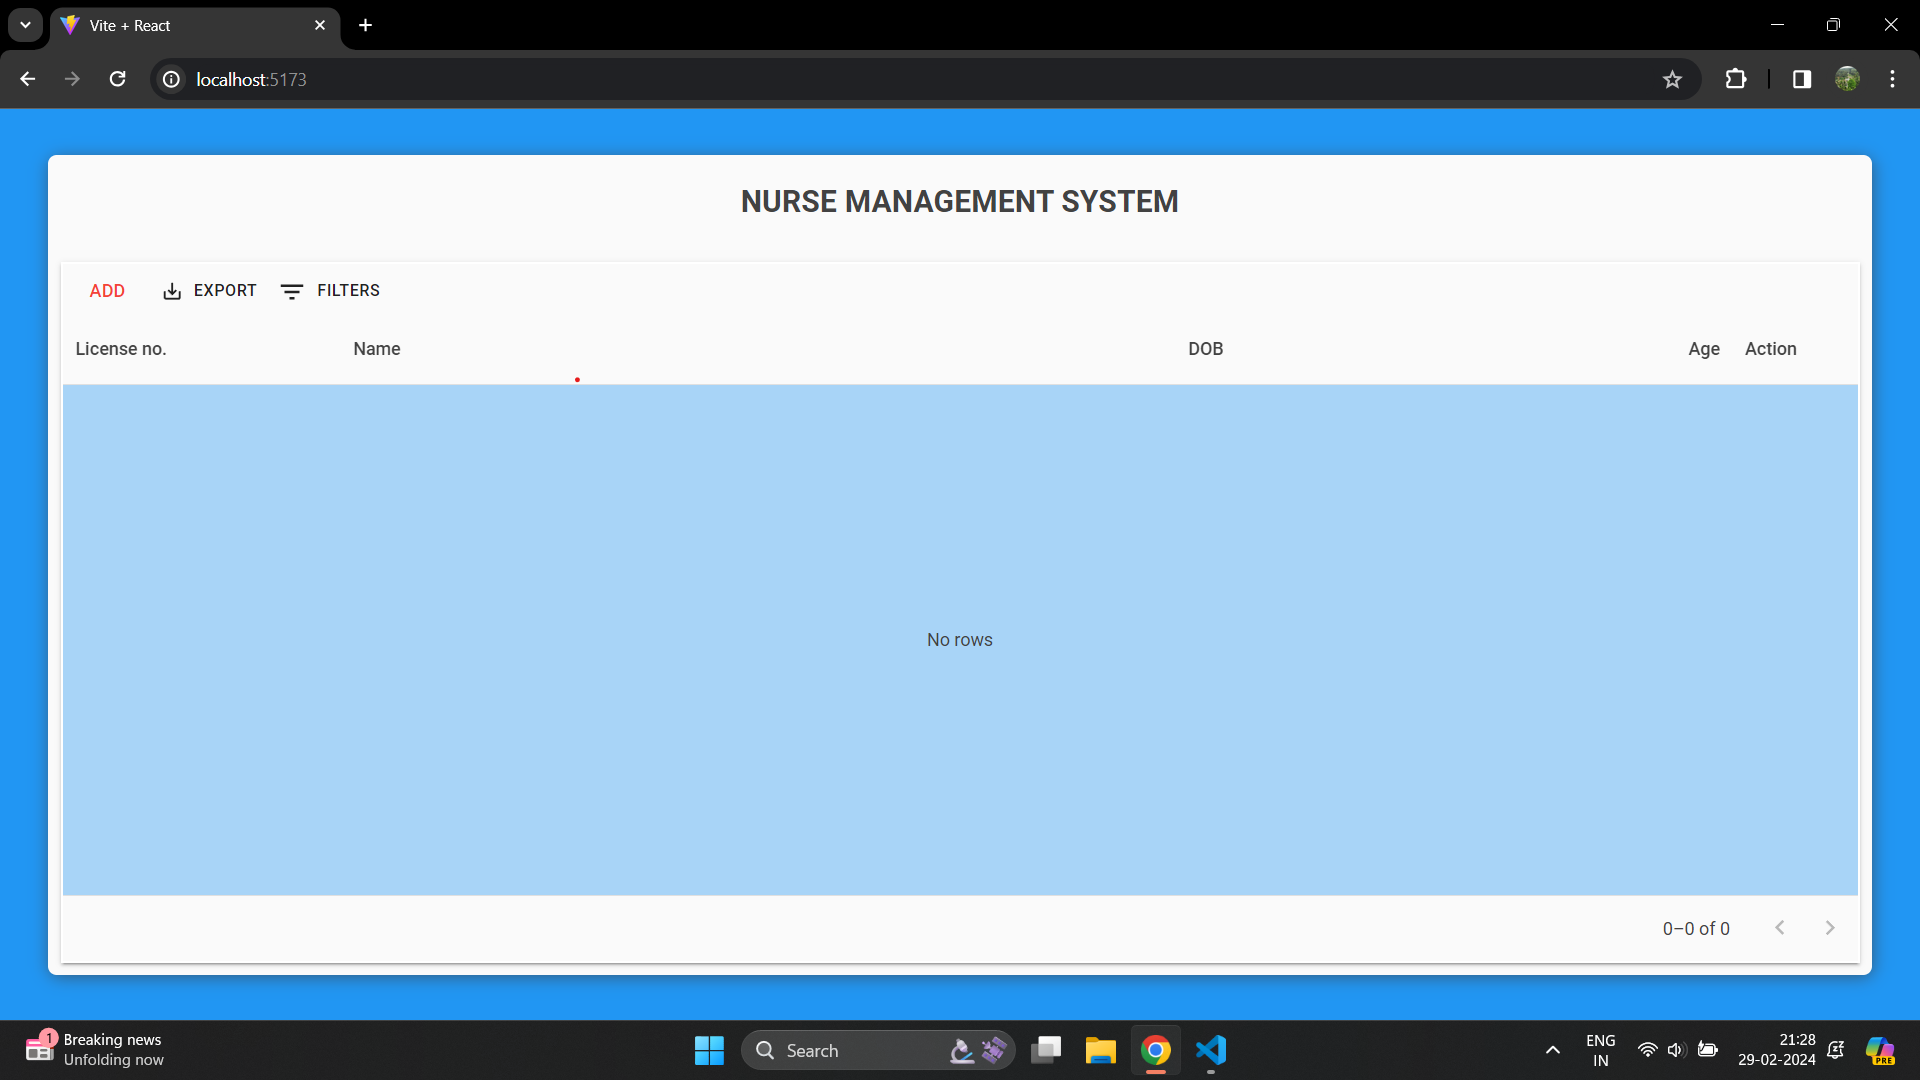 Vite + React
localhost:5173
NURSE MANAGEMENT SYSTEM
ADD EXPORT FILTERS
License no. Name DOB Age Action
No rows
0–0 of 0
1
Breaking news
Unfolding now
Search
ENG
IN
21:28
29-02-2024
PRE